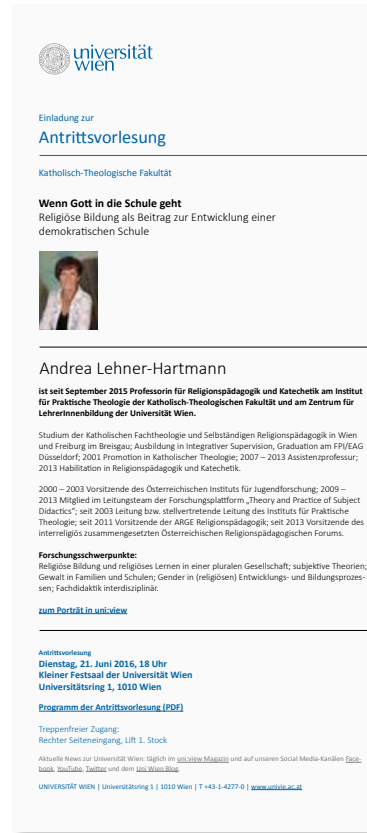 universität
wien
Einladung zur
Antrittsvorlesung
Katholisch-Theologische Fakultät
Wenn Gott in die Schule geht
Religiöse Bildung als Beitrag zur Entwicklung einer
demokratischen Schule
Andrea Lehner-Hartmann
ist seit September 2015 Professorin für Religionspädagogik und Katechetik am Institut
für Praktische Theologie der Katholisch-Theologischen Fakultät und am Zentrum für
LehrerInnenbildung der Universität Wien.
Studium der Katholischen Fachtheologie und Selbständigen Religionspädagogik in Wien
und Freiburg im Breisgau; Ausbildung in Integrativer Supervision, Graduation am FPI/EAG
Düsseldorf; 2001 Promotion in Katholischer Theologie; 2007 – 2013 Assistenzprofessur;
2013 Habilitation in Religionspädagogik und Katechetik.
2000 – 2003 Vorsitzende des Österreichischen Instituts für Jugendforschung; 2009 –
2013 Mitglied im Leitungsteam der Forschungsplattform „Theory and Practice of Subject
Didactics“; seit 2003 Leitung bzw. stellvertretende Leitung des Instituts für Praktische
Theologie; seit 2011 Vorsitzende der ARGE Religionspädagogik; seit 2013 Vorsitzende des
interreligiös zusammengesetzten Österreichischen Religionspädagogischen Forums.
Forschungsschwerpunkte:
Religiöse Bildung und religiöses Lernen in einer pluralen Gesellschaft; subjektive Theorien;
Gewalt in Familien und Schulen; Gender in (religiösen) Entwicklungs- und Bildungsprozes-
sen; Fachdidaktik interdisziplinär.
zum Porträt in uni:view
Antrittsvorlesung
Dienstag, 21. Juni 2016, 18 Uhr
Kleiner Festsaal der Universität Wien
Universitätsring 1, 1010 Wien
Programm der Antrittsvorlesung (PDF)
Treppenfreier Zugang:
Rechter Seiteneingang, Lift 1. Stock
Aktuelle News zur Universität Wien: täglich im uni:view Magazin und auf unseren Social Media-Kanälen Face-
book, YouTube, Twitter und dem Uni Wien Blog.
UNIVERSITÄT WIEN | Universitätsring 1 | 1010 Wien | T +43-1-4277-0 | www.univie.ac.at